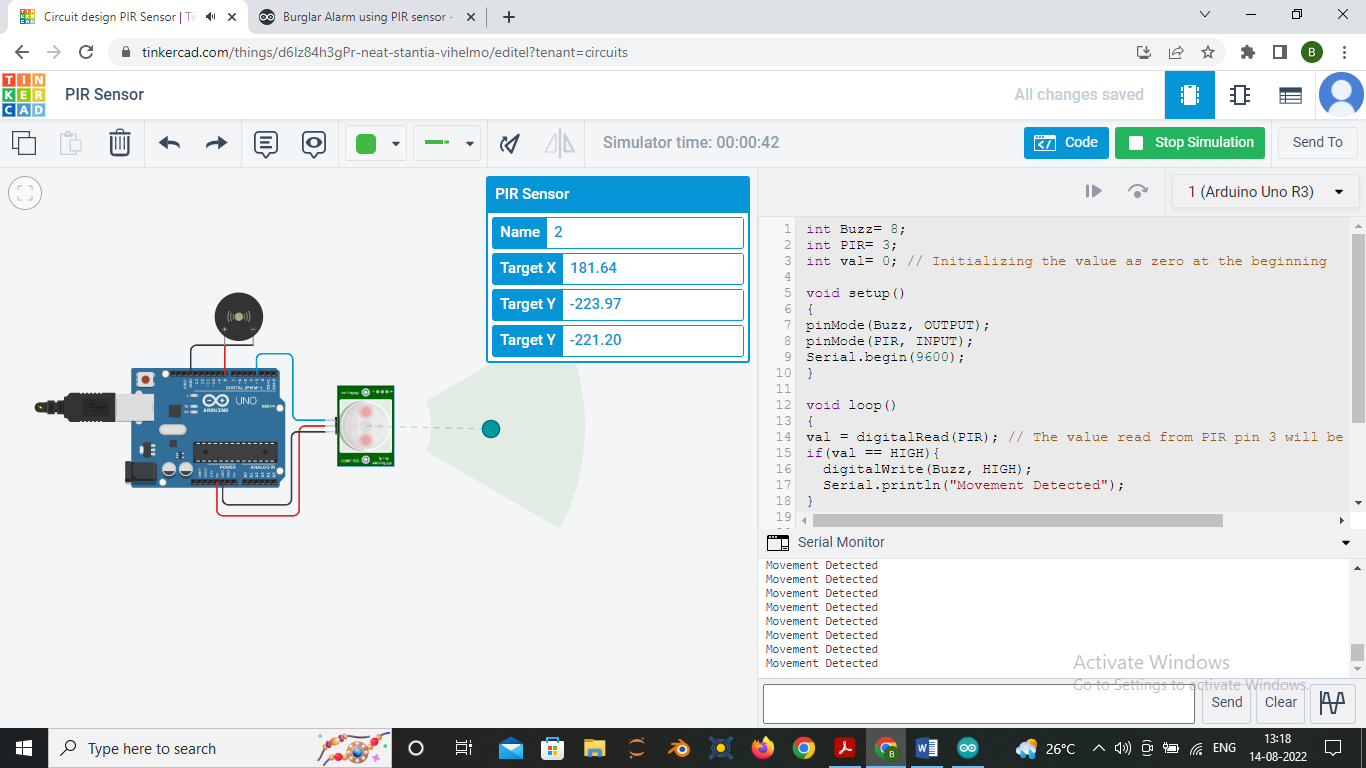 Circuit design PIR Sensor | Ti
Burglar Alarm using PIR sensor -
tinkercad.com/things/d6Iz84h3gPr-neat-stantia-vihelmo/editel?tenant=circuits
B
TIN
KER
CAD
PIR Sensor
All changes saved
Simulator time: 00:00:42
Code
Stop Simulation
Send To
PIR Sensor
Name 2
Target X 181.64
Target Y -223.97
Target Y -221.20
1 (Arduino Uno R3)
1 int Buzz= 8;
2 int PIR= 3;
3 int val= 0; // Initializing the value as zero at the beginning
4
5 void setup()
6 {
7 pinMode(Buzz, OUTPUT);
8 pinMode(PIR, INPUT);
9 Serial.begin(9600);
10 }
11
12 void loop()
13 {
14 val = digitalRead(PIR); // The value read from PIR pin 3 will be
15 if(val == HIGH){
16 digitalWrite(Buzz, HIGH);
17 Serial.println("Movement Detected");
18 }
19
DIGITAL (PWM~)
UNO
ARDUINO
POWER
ANALOG IN
Serial Monitor
Movement Detected
Movement Detected
Movement Detected
Movement Detected
Movement Detected
Movement Detected
Movement Detected
Movement Detected
Activate Windows
Go to Settings to activate Windows.
Send
Clear
Type here to search
26°C
ENG
13:18
14-08-2022